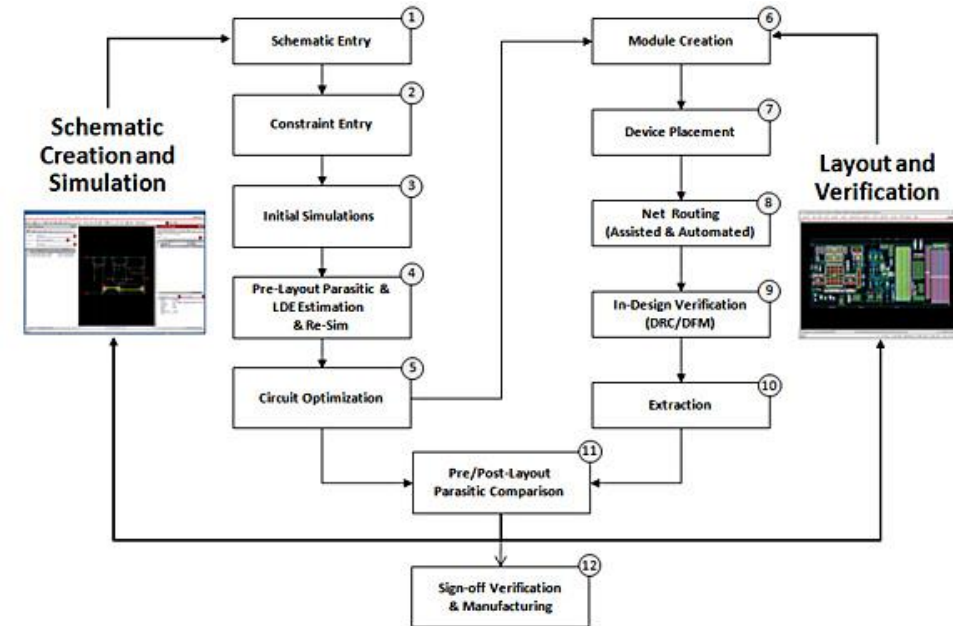 1
Schematic Entry
2
Constraint Entry
3
Initial Simulations
4
Pre-Layout Parasitic &
LDE Estimation
& Re-Sim
5
Circuit Optimization
Schematic
Creation and
Simulation
6
Module Creation
7
Device Placement
8
Net Routing
(Assisted & Automated)
9
In-Design Verification
(DRC/DFM)
10
Extraction
Layout and
Verification
11
Pre/Post-Layout
Parasitic Comparison
12
Sign-off Verification
& Manufacturing